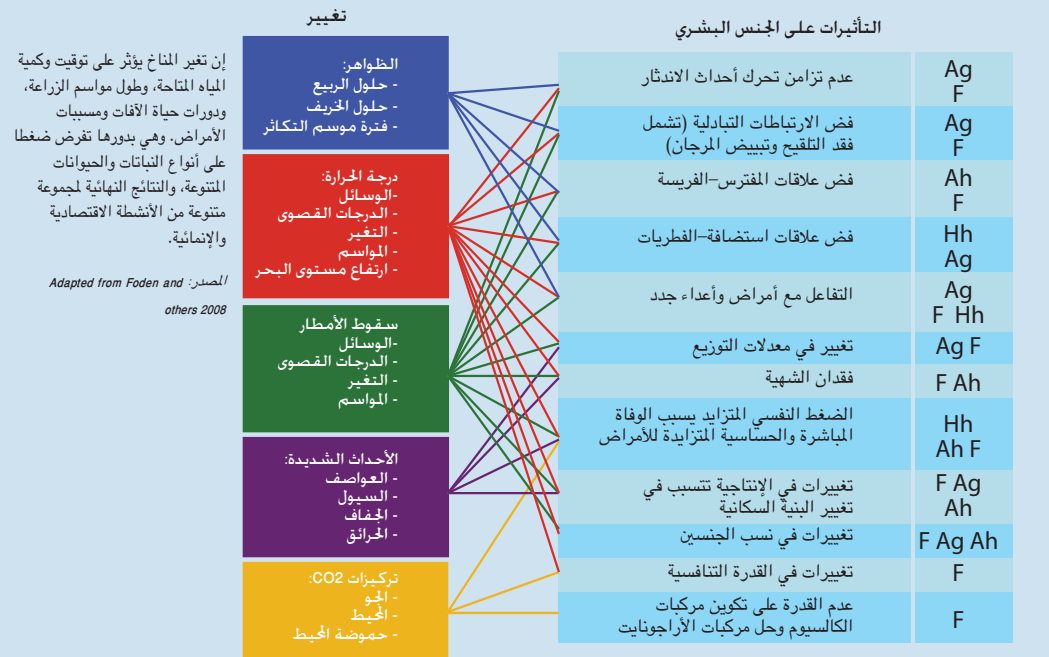 تغيير
التأثيرات على الجنس البشري
إن تغير المناخ يؤثر على توقيت وكمية
المياه المتاحة، وطول مواسم الزراعة،
ودورات حياة الآفات ومسببات
الأمراض. وهي بدورها تفرض ضغطا
على أنواع النباتات والحيوانات
المتنوعة، والنتائج النهائية لمجموعة
متنوعة من الأنشطة الاقتصادية
والإنمائية.
المصدر: Adapted from Foden and
others 2008
الظواهر:
- حلول الربيع
- حلول الخريف
- فترة موسم التكاثر
درجة الحرارة:
-الوسائل
- الدرجات القصوى
- التغير
- المواسم
- ارتفاع مستوى البحر
سقوط الأمطار
-الوسائل
- الدرجات القصوى
- التغير
- المواسم
الأحداث الشديدة:
- العواصف
- السيول
- الجفاف
- الحرائق
تركيزات CO2:
- الجو
- المحيط
- حموضة المحيط
عدم تزامن تحرك أحداث الاندثار
Ag
F
فض الارتباطات التبادلية (تشمل
فقد التلقيح وتبييض المرجان)
Ag
F
فض علاقات المفترس-الفريسة
Ah
F
فض علاقات استضافة-الفطريات
Hh
Ag
التفاعل مع أمراض وأعداء جدد
Ag
F Hh
تغيير في معدلات التوزيع
Ag F
فقدان الشهية
F Ah
الضغط النفسي المتزايد يسبب الوفاة
المباشرة والحساسية المتزايدة للأمراض
Hh
Ah F
تغييرات في الإنتاجية تتسبب في
تغيير البنية السكانية
F Ag
Ah
تغييرات في نسب الجنسين
F Ag Ah
تغييرات في القدرة التنافسية
F
عدم القدرة على تكوين مركبات
الكالسيوم وحل مركبات الأراجونايت
F